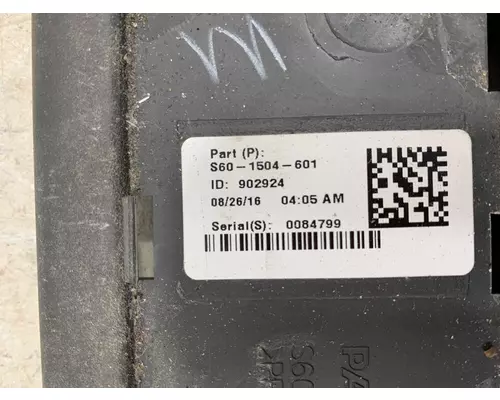 Part (P):
S60-1504-601
ID: 902924
08/26/16 04:05 AM
Serial(S): 0084799